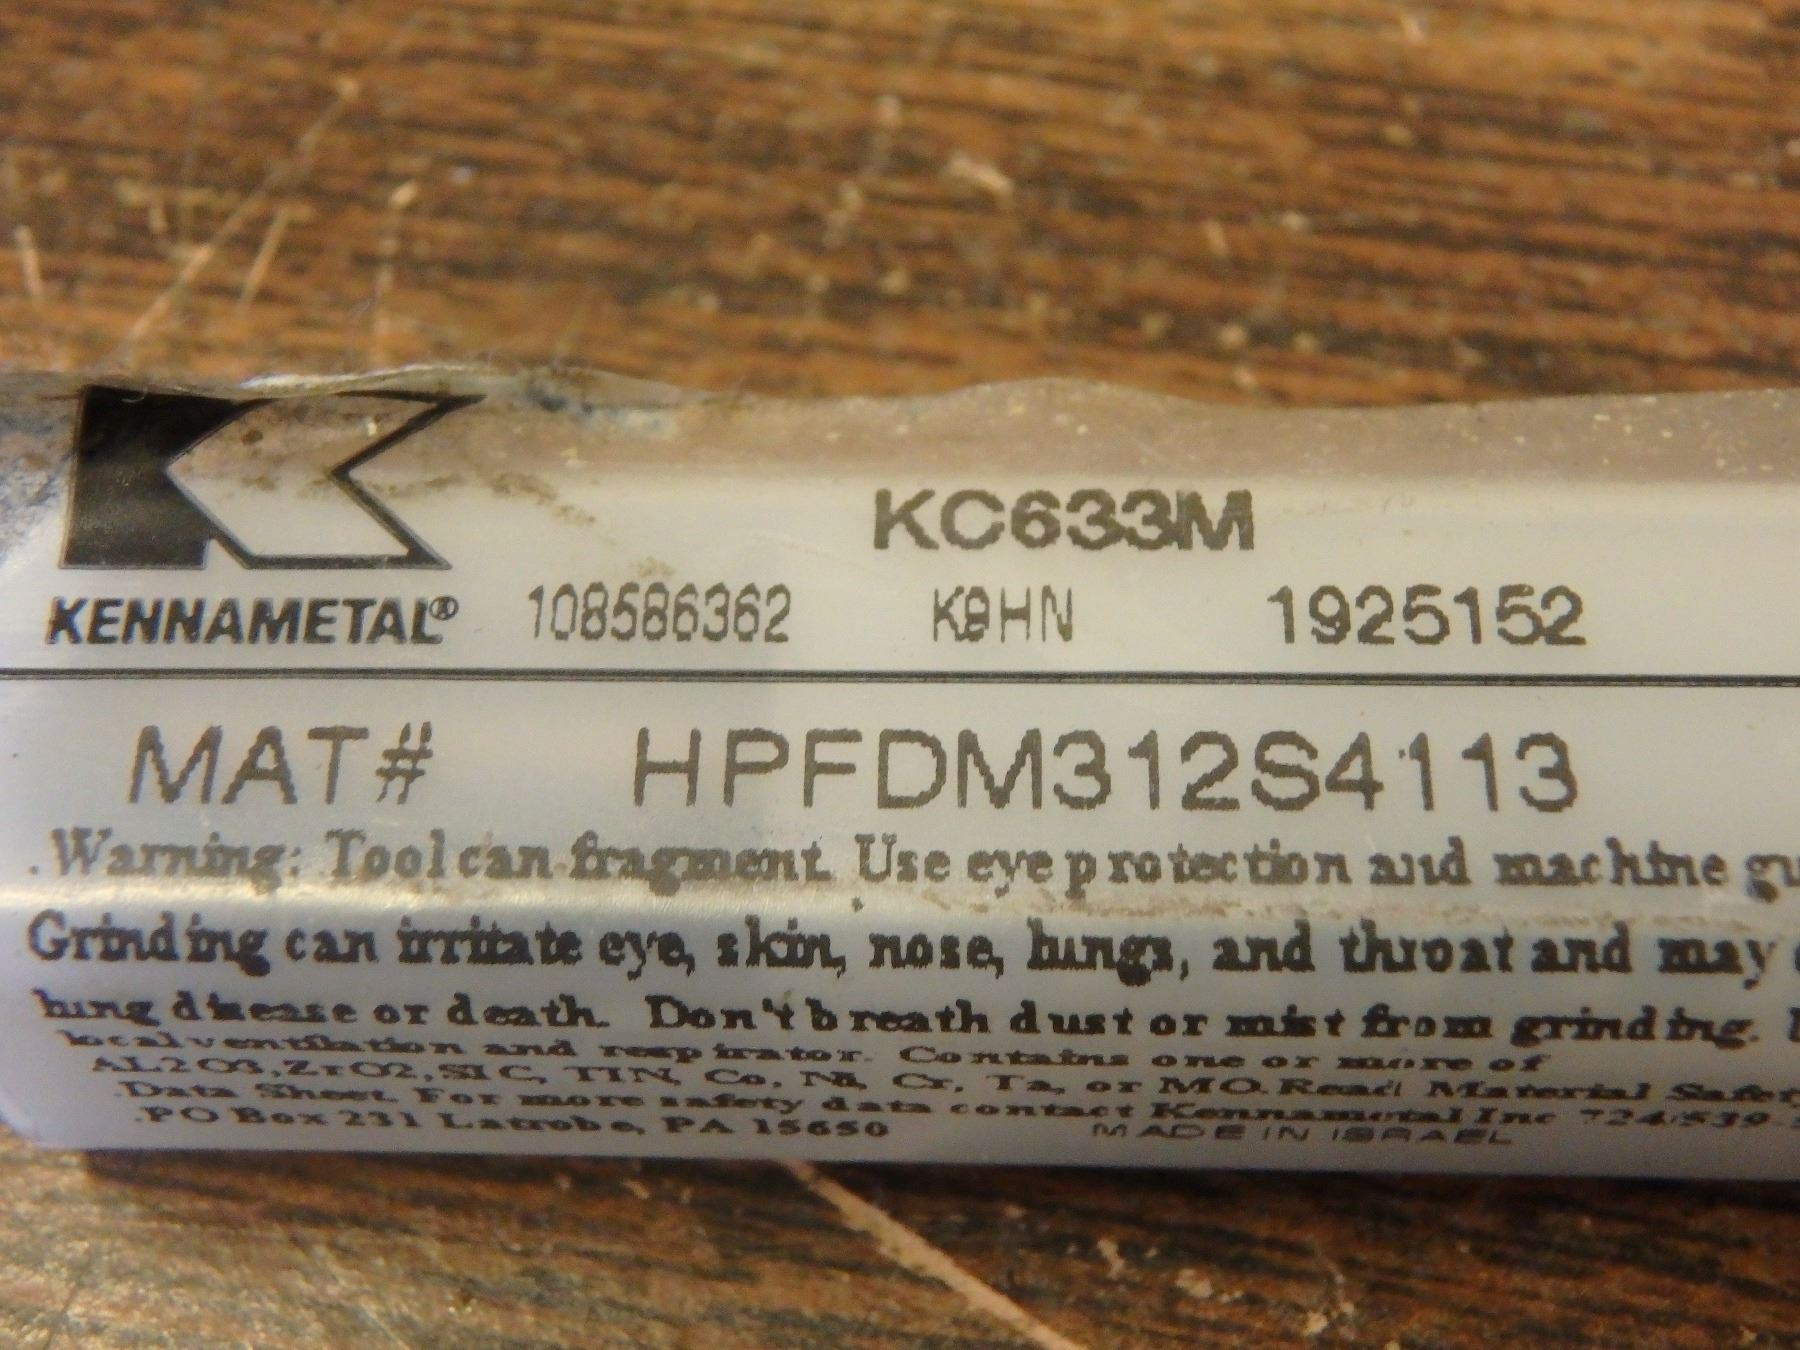 KC633M
KENNAMETAL® 108586362 K9HN 1925152
MAT# HPFDM312S4113
.Warning: Tool can fragment. Use eye protection and machine
Grinding can irritate eye, skin, nose, lungs, and throat and may
lung disease or death. Don't breath dust or mist from grinding.
local ventilation and respirator. Contains one or more of
AL2O3,ZrO2,SIC, TIN, Co, Ni, Cr, Ta, or MO. Read Material
.Data Sheet. For more safety data contact Kennametal Inc 724/539-
.PO Box 231 Latrobe, PA 15650 MADE IN ISRAEL